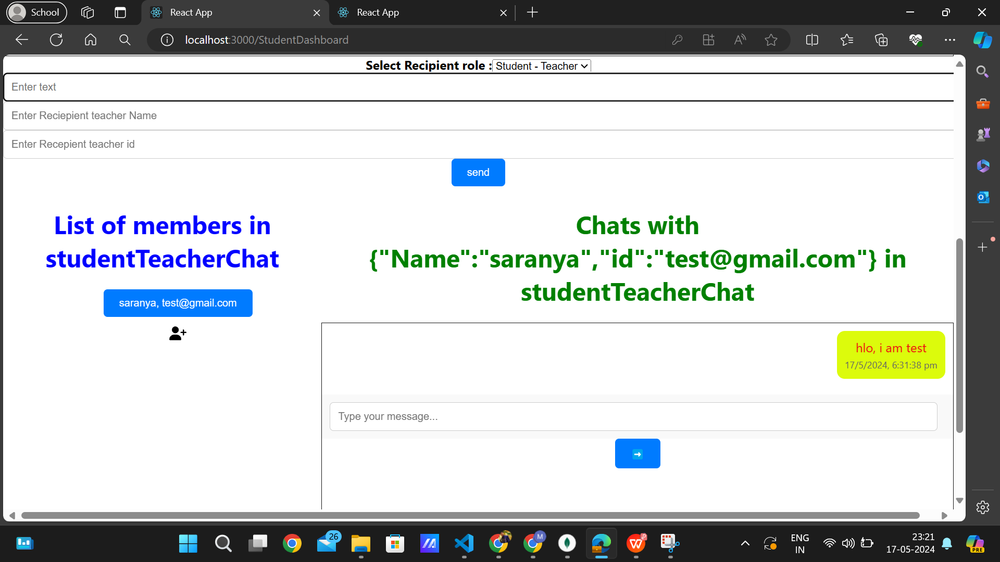 School
React App
React App
localhost:3000/StudentDashboard
Select Recipient role :
Student - Teacher
Enter text
Enter Reciepient teacher Name
Enter Recepient teacher id
send
List of members in
studentTeacherChat
saranya, test@gmail.com
Chats with
{"Name":"saranya","id":"test@gmail.com"} in
studentTeacherChat
hlo, i am test
17/5/2024, 6:31:38 pm
Type your message...
26
M
ENG
IN
23:21
17-05-2024
PRE